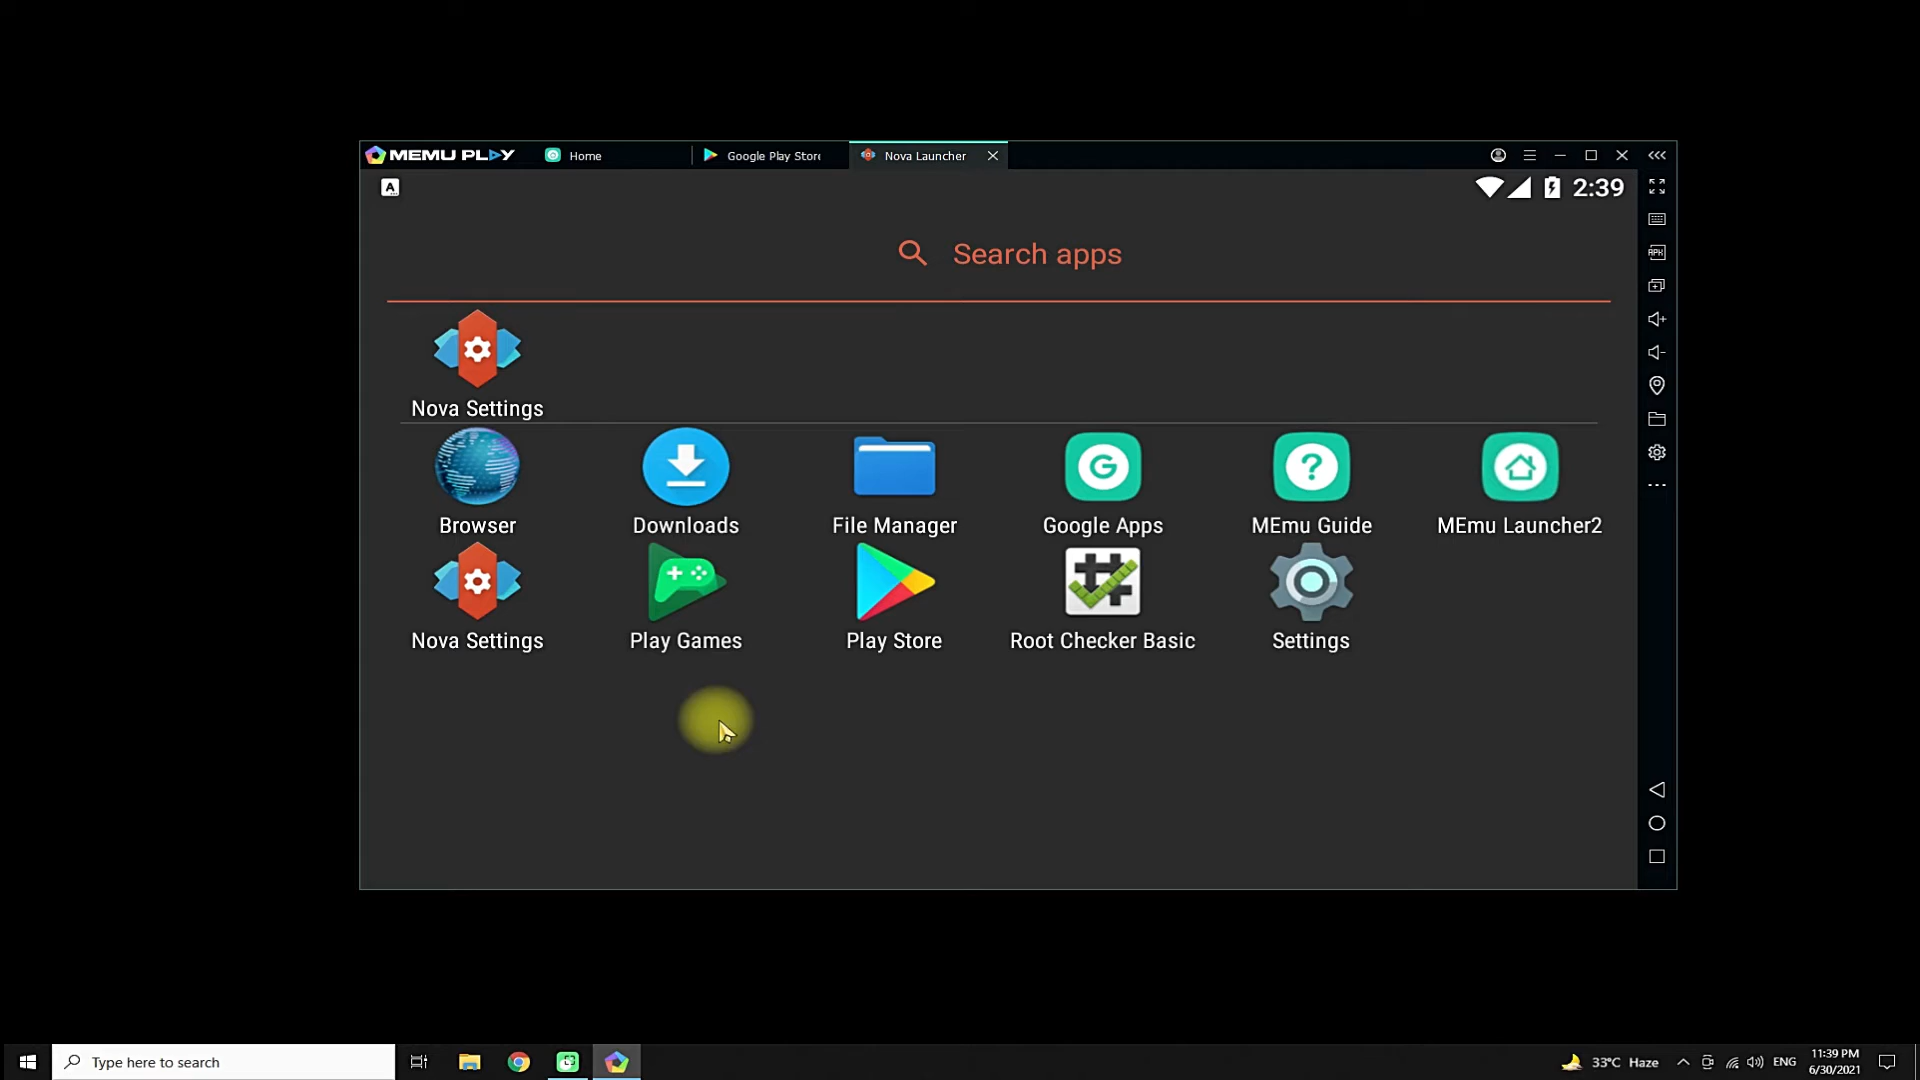 MEMU PLAY Home Google Play Store Nova Launcher
A 2:39
Search apps
Nova Settings
Browser Downloads File Manager Google Apps MEmu Guide MEmu Launcher2
Nova Settings Play Games Play Store Root Checker Basic Settings
APK
Type here to search 33°C Haze ENG 11:39 PM
6/30/2021